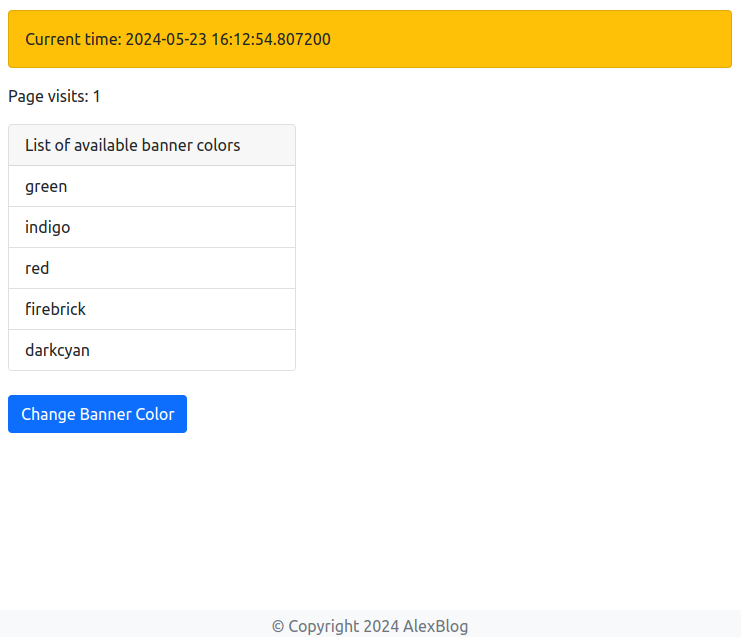 Current time: 2024-05-23 16:12:54.807200
Page visits: 1
List of available banner colors
green
indigo
red
firebrick
darkcyan
Change Banner Color
© Copyright 2024 AlexBlog